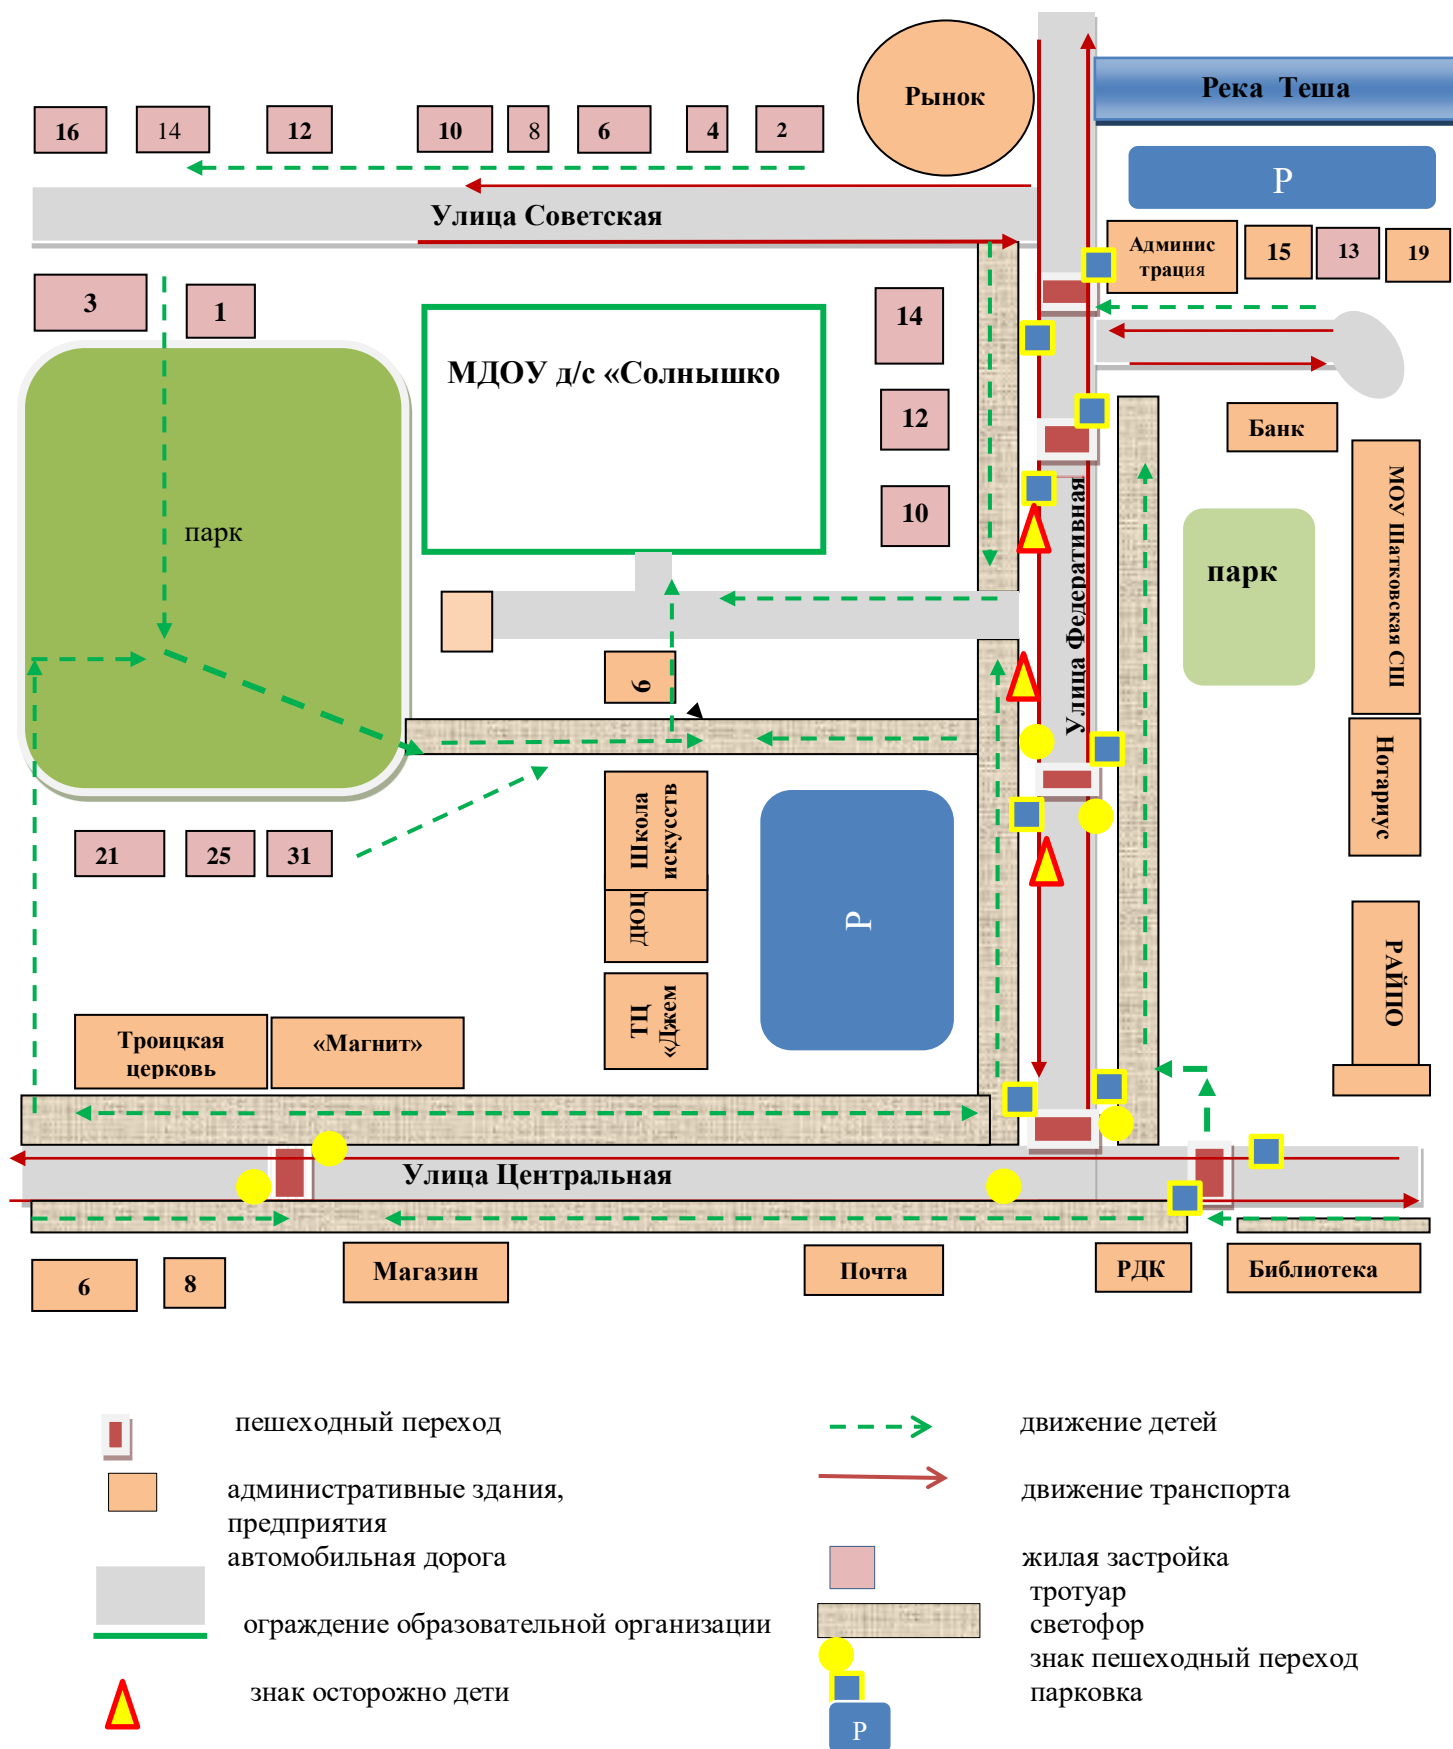 Рынок
Река Теша
16
14
12
10
8
6
4
2
Р
Улица Советская
Админис
трация
15
13
19
3
1
14
МДОУ д/с «Солнышко
12
Банк
10
парк
парк
МОУ Шатковская СШ
Улица Федеративная
6
Нотариус
Школа
искусств
21
25
31
ДЮЦ
Р
РАЙПО
ТЦ
«Джем
Троицкая
церковь
«Магнит»
Улица Центральная
6
8
Магазин
Почта
РДК
Библиотека
пешеходный переход
движение детей
административные здания,
предприятия
движение транспорта
автомобильная дорога
жилая застройка
тротуар
ограждение образовательной организации
светофор
знак пешеходный переход
знак осторожно дети
парковка
Р